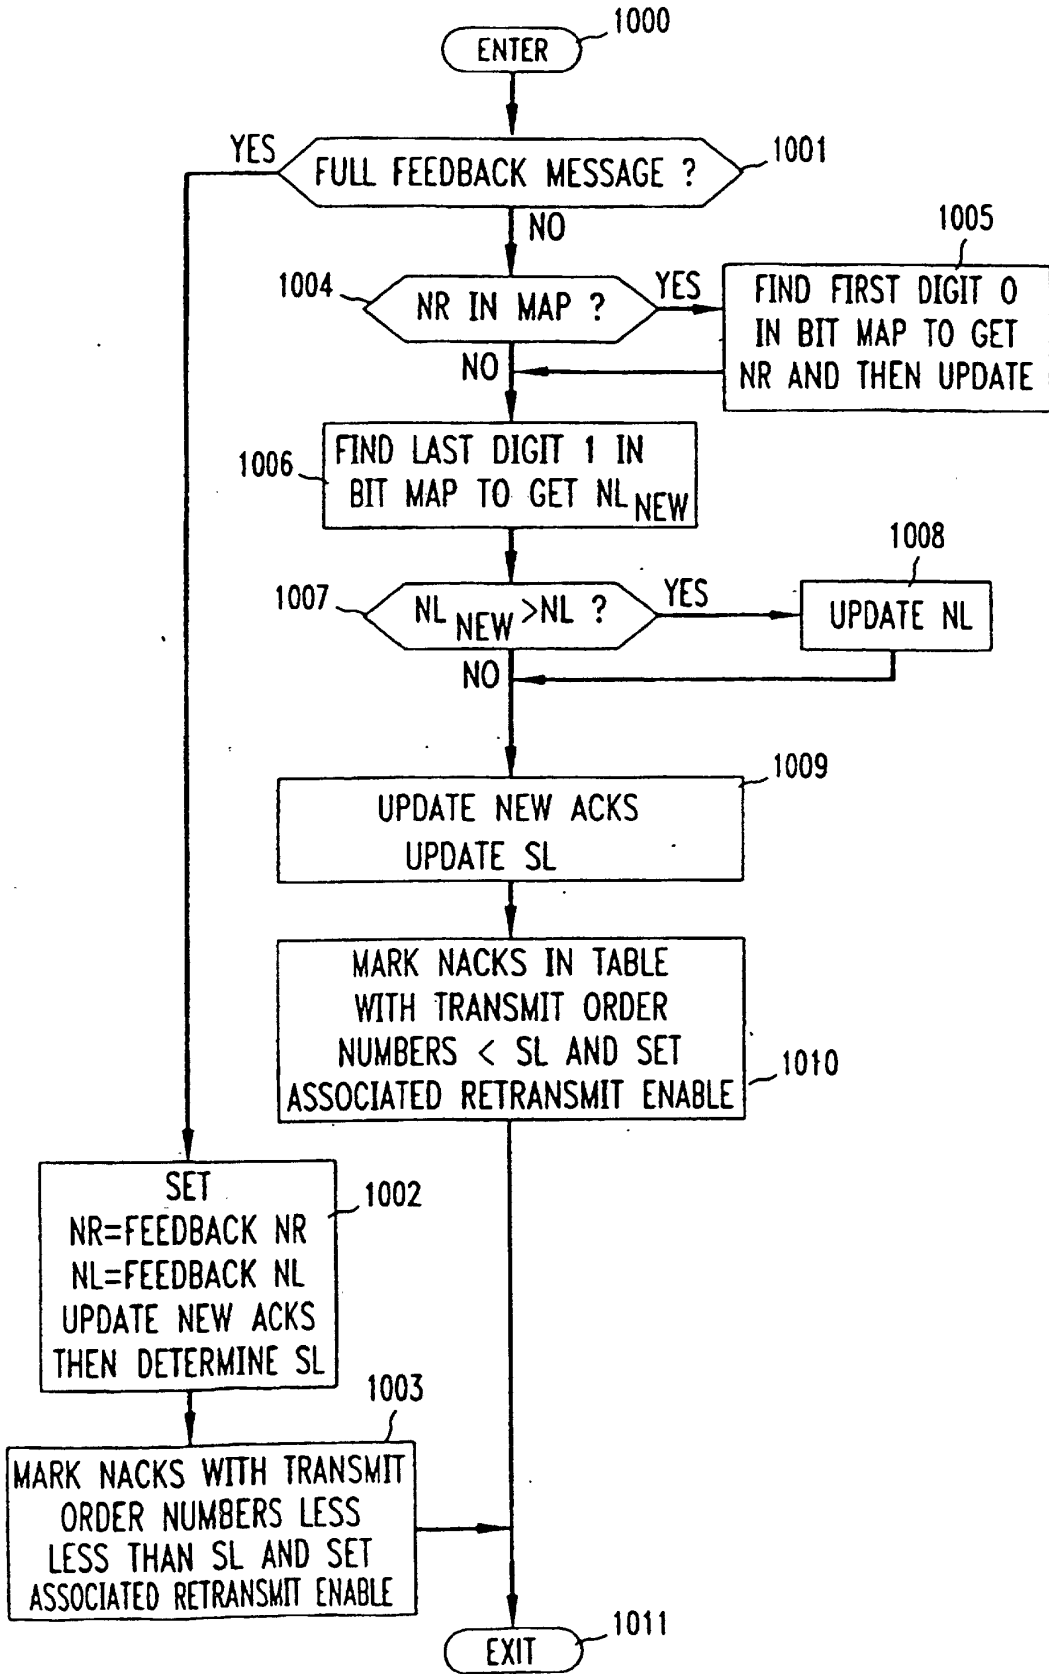 1000
ENTER
YES
FULL FEEDBACK MESSAGE ?
1001
NO
1005
1004
NR IN MAP ?
YES
FIND FIRST DIGIT 0
IN BIT MAP TO GET
NR AND THEN UPDATE
NO
1006
FIND LAST DIGIT 1 IN
BIT MAP TO GET NL NEW
1008
1007
NL NEW >NL ?
YES
UPDATE NL
NO
1009
UPDATE NEW ACKS
UPDATE SL
MARK NACKS IN TABLE
WITH TRANSMIT ORDER
NUMBERS < SL AND SET
ASSOCIATED RETRANSMIT ENABLE
1010
SET
NR=FEEDBACK NR
NL=FEEDBACK NL
UPDATE NEW ACKS
THEN DETERMINE SL
1002
1003
MARK NACKS WITH TRANSMIT
ORDER NUMBERS LESS
LESS THAN SL AND SET
ASSOCIATED RETRANSMIT ENABLE
EXIT
1011